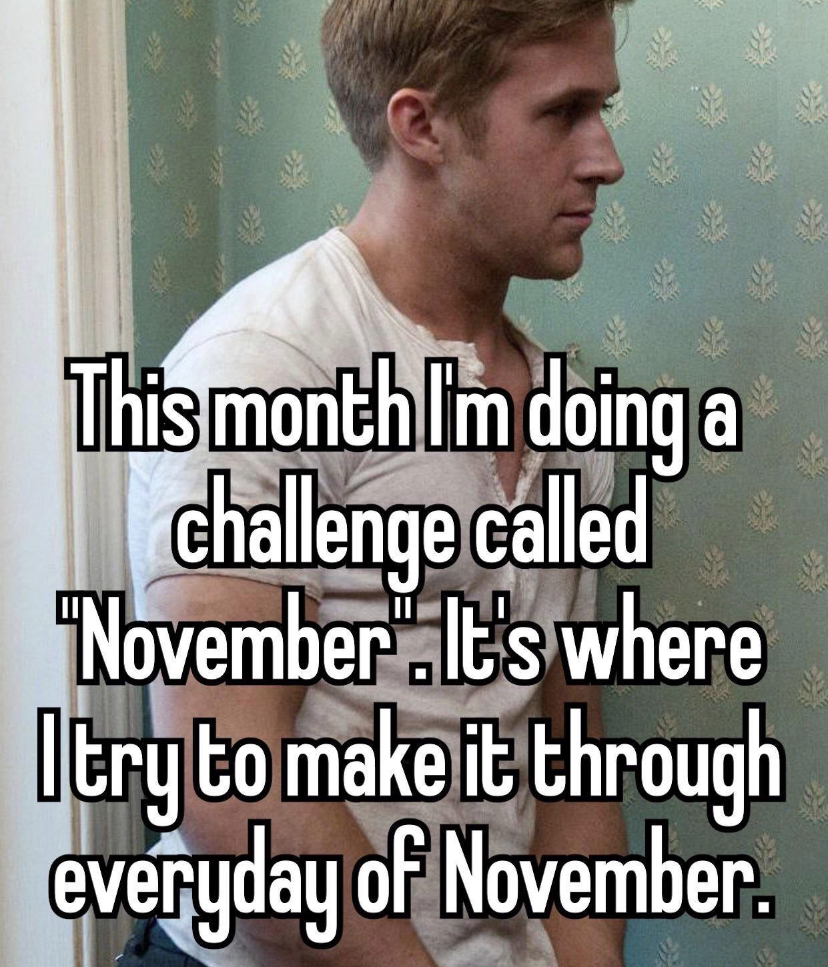 This month I'm doing a
challenge called
"November". It's where
I try to make it through
everyday of November.